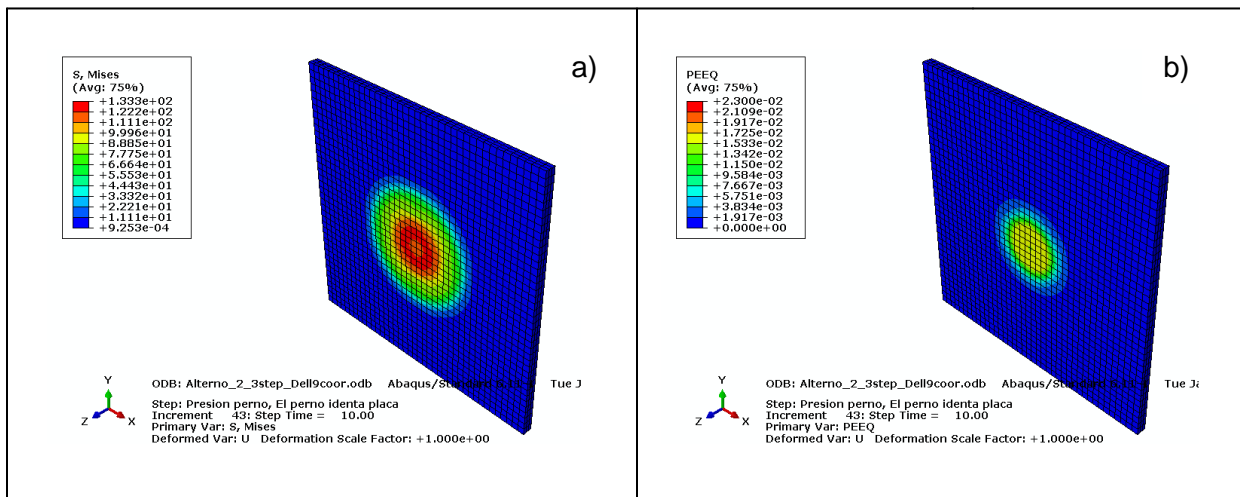 a)
S, Mises
(Avg: 75%)
+1.333e+02
+1.222e+02
+1.111e+02
+9.996e+01
+8.885e+01
+7.775e+01
+6.664e+01
+5.553e+01
+4.443e+01
+3.332e+01
+2.221e+01
+1.111e+01
+9.253e-04
Y
Z X
ODB: Alterno_2_3step_Dell9coor.odb Tue J
Step: Presion perno, El perno identa placa
Increment 43: Step Time = 10.00
Primary Var: S, Mises
Deformed Var: U Deformation Scale Factor: +1.000e+00
b)
PEEQ
(Avg: 75%)
+2.300e-02
+2.109e-02
+1.917e-02
+1.725e-02
+1.533e-02
+1.342e-02
+1.150e-02
+9.584e-03
+7.667e-03
+5.751e-03
+3.834e-03
+1.917e-03
+0.000e+00
Y
Z X
ODB: Alterno_2_3step_Dell9coor.odb Tue Ja
Step: Presion perno, El perno identa placa
Increment 43: Step Time = 10.00
Primary Var: PEEQ
Deformed Var: U Deformation Scale Factor: +1.000e+00